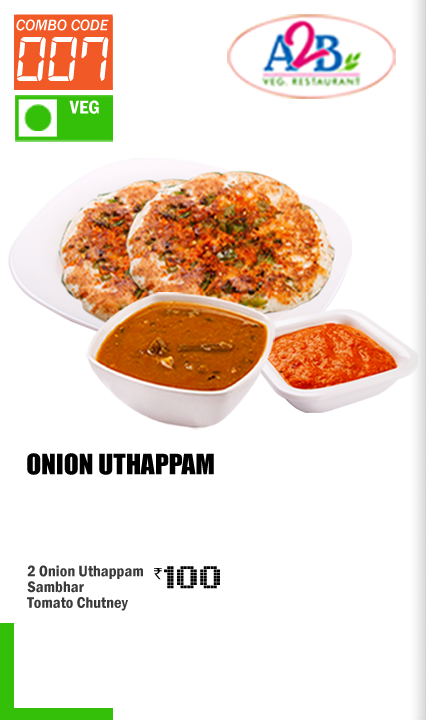 COMBO CODE
007
VEG
A2B
VEG. RESTAURANT
ONION UTHAPPAM
2 Onion Uthappam ₹100
Sambhar
Tomato Chutney